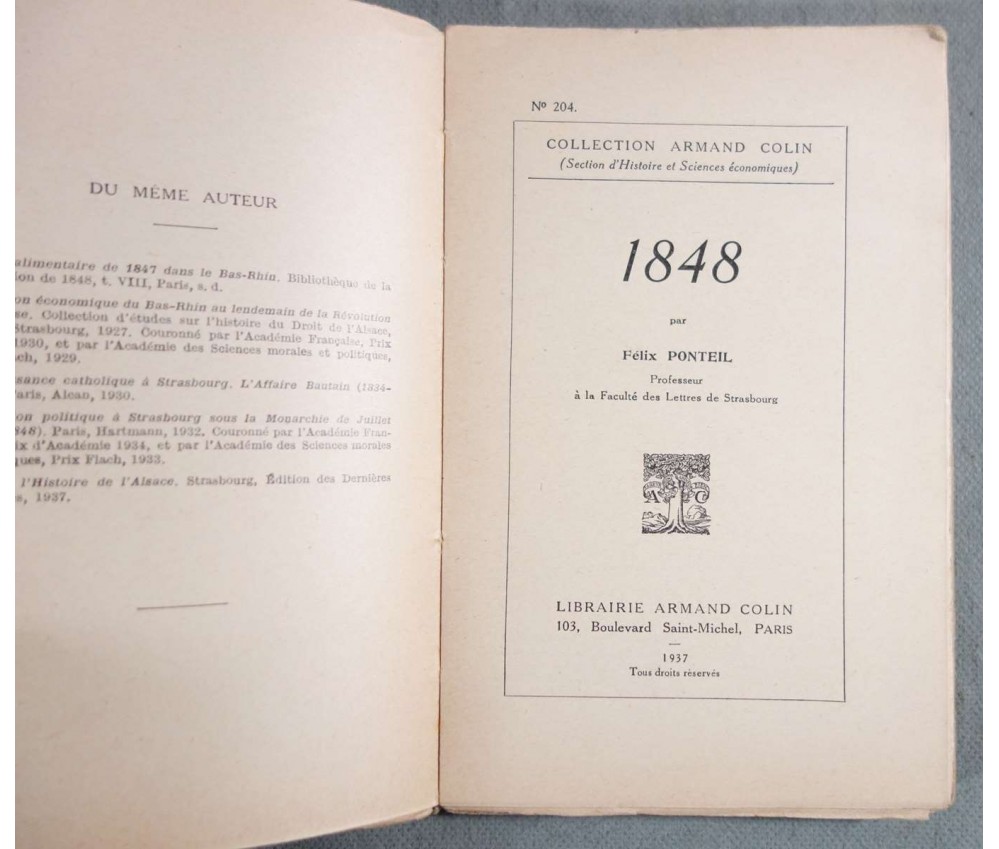 DU MÊME AUTEUR
alimentaire de 1847 dans le Bas-Rhin. Bibliothèque de la
on de 1848, t. VIII, Paris, s. d.
on économique du Bas-Rhin au lendemain de la Révolution
se. Collection d'études sur l'histoire du Droit de l'Alsace,
Strasbourg, 1927. Couronné par l'Académie Française, Prix
1930, et par l'Académie des Sciences morales et politiques,
ch, 1929.
sance catholique à Strasbourg. L'Affaire Bautain (1834-
aris, Alcan, 1930.
on politique à Strasbourg sous la Monarchie de Juillet
848). Paris, Hartmann, 1932. Couronné par l'Académie Fran-
ix d'Académie 1934, et par l'Académie des Sciences morales
ques, Prix Flach, 1933.
l'Histoire de l'Alsace. Strasbourg, Édition des Dernières
s, 1937.
Nº 204.
COLLECTION ARMAND COLIN
(Section d'Histoire et Sciences économiques)
1848
par
Félix PONTEIL
Professeur
à la Faculté des Lettres de Strasbourg
A C
LIBRAIRIE ARMAND COLIN
103, Boulevard Saint-Michel, PARIS
1937
Tous droits réservés